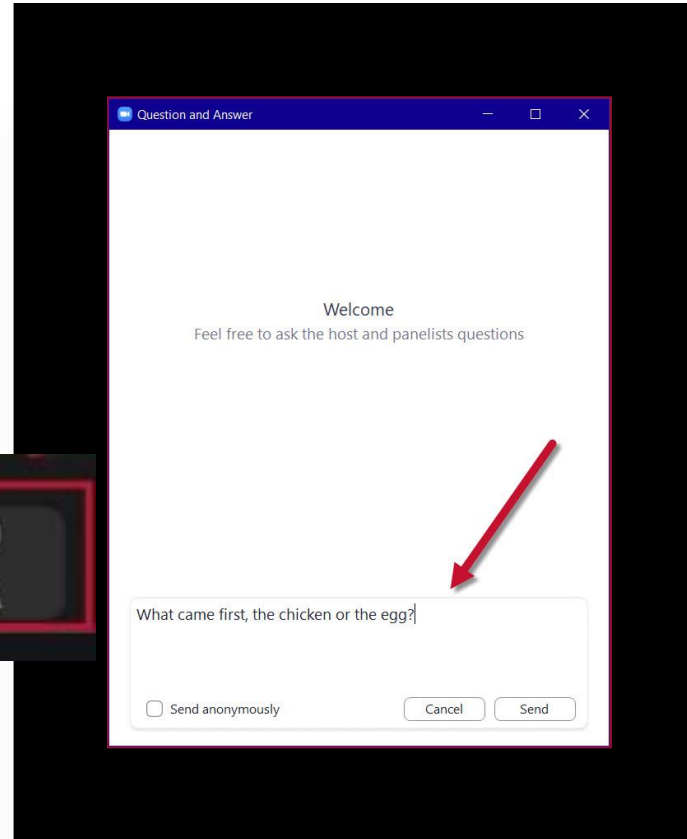 Question and Answer
Welcome
Feel free to ask the host and panelists questions
What came first, the chicken or the egg?
Send anonymously
Cancel
Send